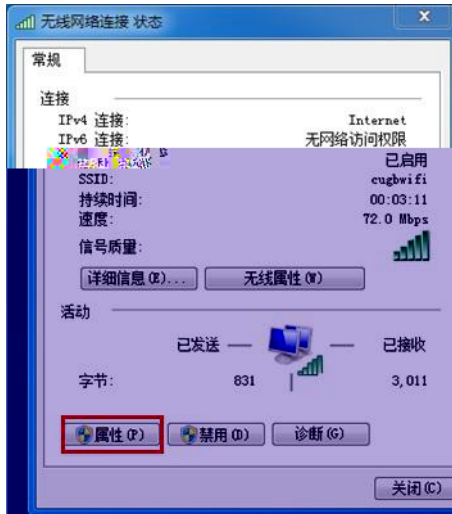 无线网络连接 状态
常规
连接
IPv4 连接: Internet
IPv6 连接: 无网络访问权限
已启用
SSID: cugbwifi
持续时间: 00:03:11
速度: 72.0 Mbps
信号质量:
详细信息(E)... 无线属性(W)
活动
已发送 — — 已接收
字节: 831 | 3,011
属性(P) 禁用(D) 诊断(G)
关闭(C)